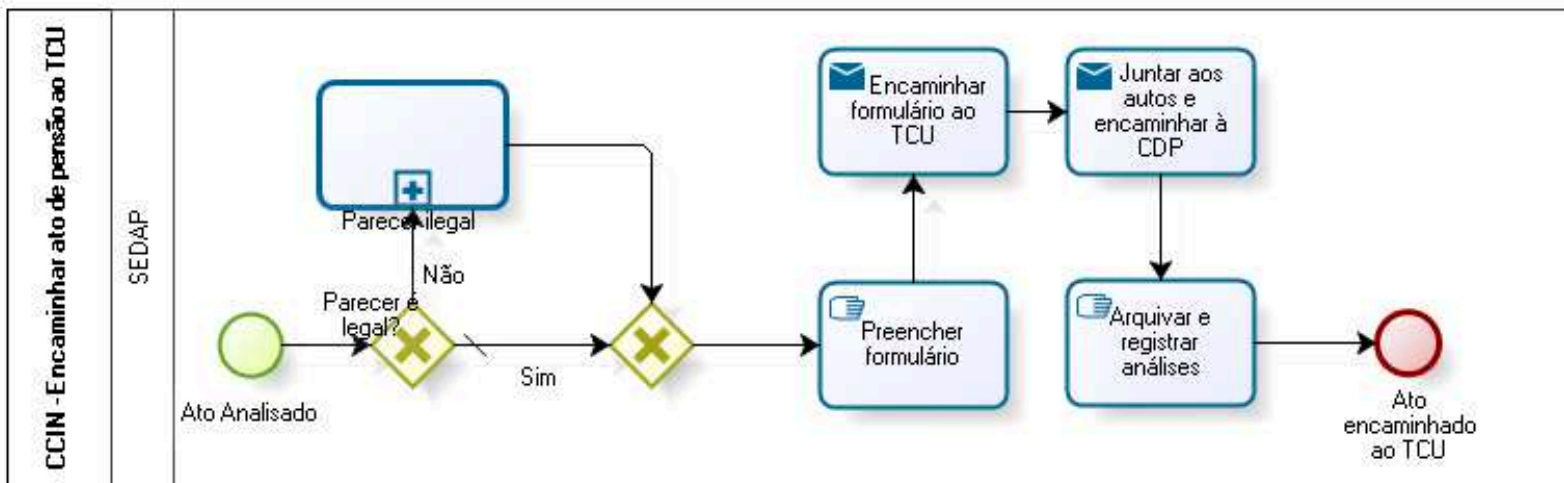 CCIN - Encaminhar ato de pensão ao TCU
SEDAP
Ato Analisado
Parecer é
legal?
Não
Sim
Parecer ilegal
Preencher
formulário
Encaminhar
formulário ao
TCU
Juntar aos
autos e
encaminhar à
CDP
Arquivar e
registrar
análises
Ato
encaminhado
ao TCU